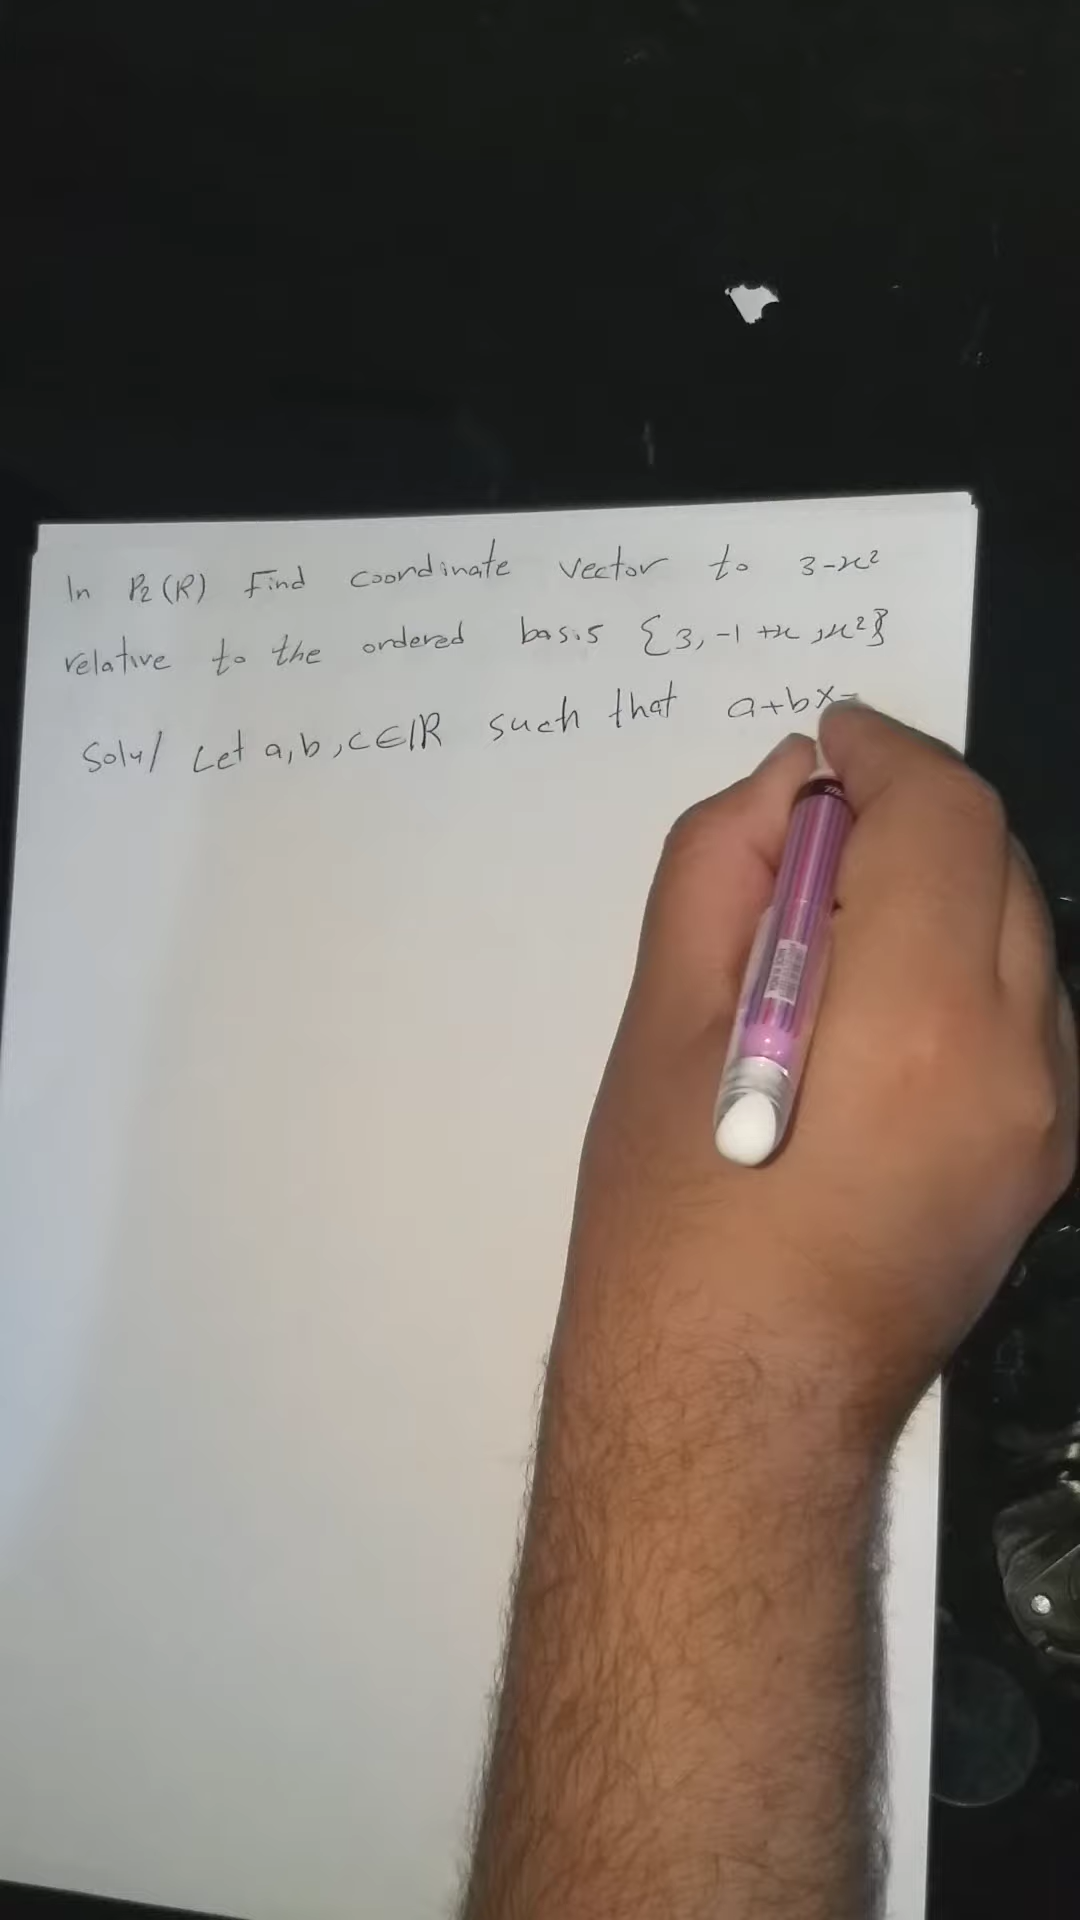 In P₂(R) Find coordinate vector to 3-x²
relative to the ordered basis {3, -1 +x, x²}
Solu/ Let a,b,c∈ℝ such that a+bx